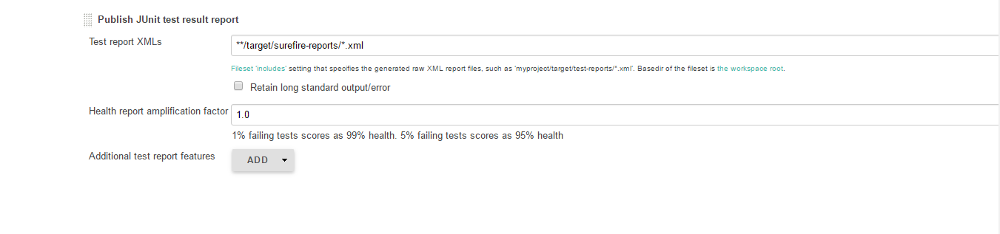 Publish JUnit test result report
Test report XMLs
**/target/surefire-reports/*.xml
Fileset 'includes' setting that specifies the generated raw XML report files, such as 'myproject/target/test-reports/*.xml'. Basedir of the fileset is the workspace root.
Retain long standard output/error
Health report amplification factor
1.0
1% failing tests scores as 99% health. 5% failing tests scores as 95% health
Additional test report features
ADD